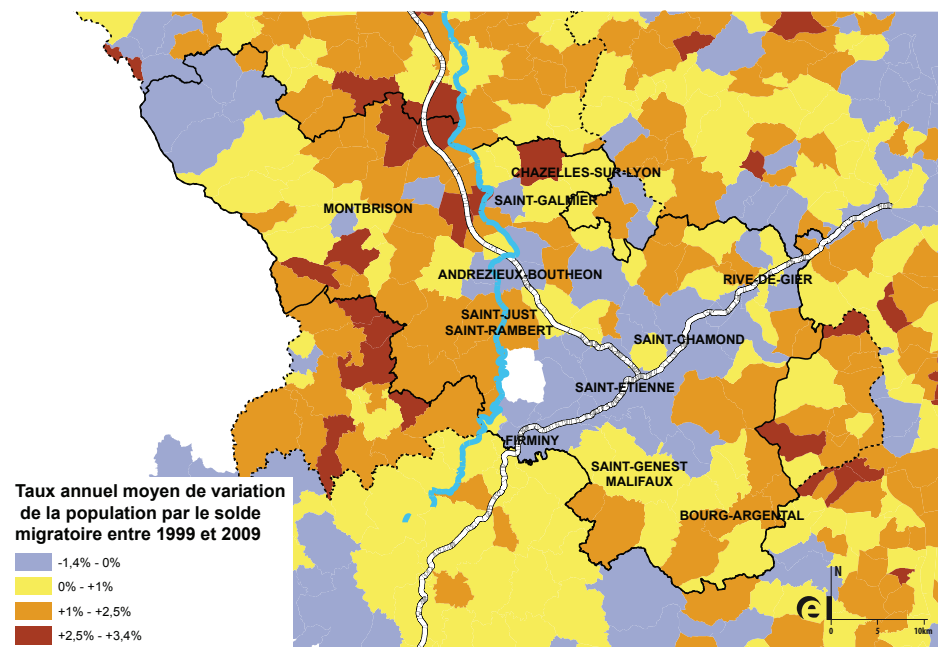 CHAZELLES-SUR-LYON
SAINT-GALMIER
MONTBRISON
ANDREZIEUX-BOUTHEON
RIVE-DE-GIER
SAINT-JUST
SAINT-RAMBERT
SAINT-CHAMOND
SAINT-ETIENNE
FIRMINY
SAINT-GENEST
MALIFAUX
BOURG-ARGENTAL
Taux annuel moyen de variation
de la population par le solde
migratoire entre 1999 et 2009
-1,4% - 0%
0% - +1%
+1% - +2,5%
+2,5% - +3,4%
N
el
0 5 10km